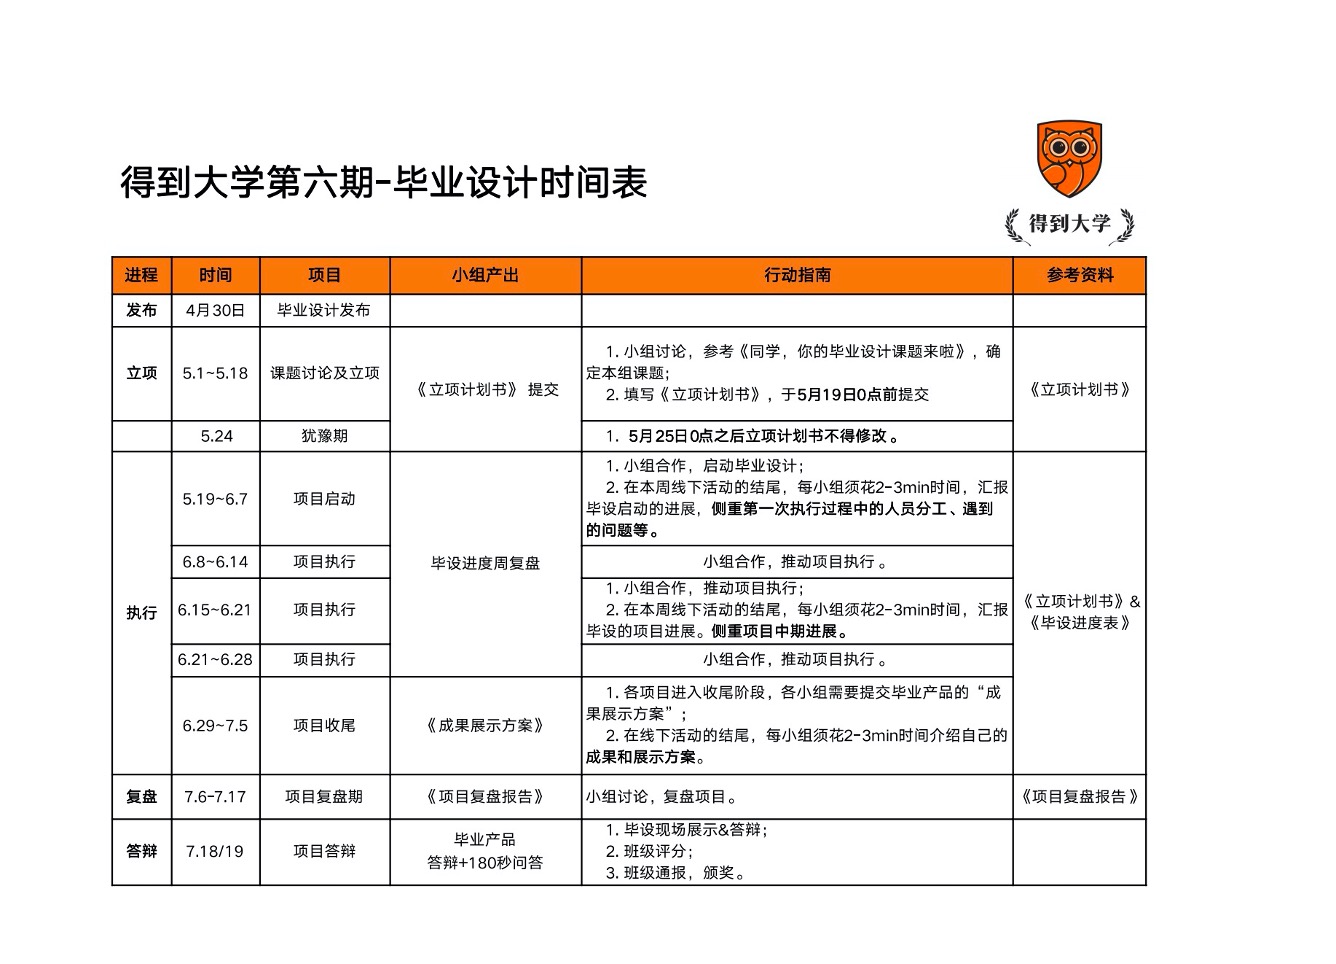 得到大学第六期-毕业设计时间表
得到大学
进程 时间 项目 小组产出 行动指南 参考资料
发布 4月30日 毕业设计发布
立项 5.1~5.18 课题讨论及立项
《立项计划书》 提交
1. 小组讨论，参考《同学，你的毕业设计课题来啦》，确
定本组课题；
2. 填写《立项计划书》，于5月19日0点前提交
《立项计划书》
5.24 犹豫期
1. 5月25日0点之后立项计划书不得修改。
执行
5.19~6.7 项目启动
毕设进度周复盘
1. 小组合作，启动毕业设计；
2. 在本周线下活动的结尾，每小组须花2-3min时间，汇报
毕设启动的进展，侧重第一次执行过程中的人员分工、遇到
的问题等。
《立项计划书》&
《毕设进度表》
6.8~6.14 项目执行 小组合作，推动项目执行。
6.15~6.21 项目执行
1. 小组合作，推动项目执行；
2. 在本周线下活动的结尾，每小组须花2-3min时间，汇报
毕设的项目进展。侧重项目中期进展。
6.21~6.28 项目执行 小组合作，推动项目执行。
6.29~7.5 项目收尾 《成果展示方案》
1. 各项目进入收尾阶段，各小组需要提交毕业产品的“成
果展示方案”；
2. 在线下活动的结尾，每小组须花2-3min时间介绍自己的
成果和展示方案。
复盘 7.6-7.17 项目复盘期 《项目复盘报告》 小组讨论，复盘项目。 《项目复盘报告》
答辩 7.18/19 项目答辩
毕业产品
答辩+180秒问答
1. 毕设现场展示&答辩；
2. 班级评分；
3. 班级通报，颁奖。